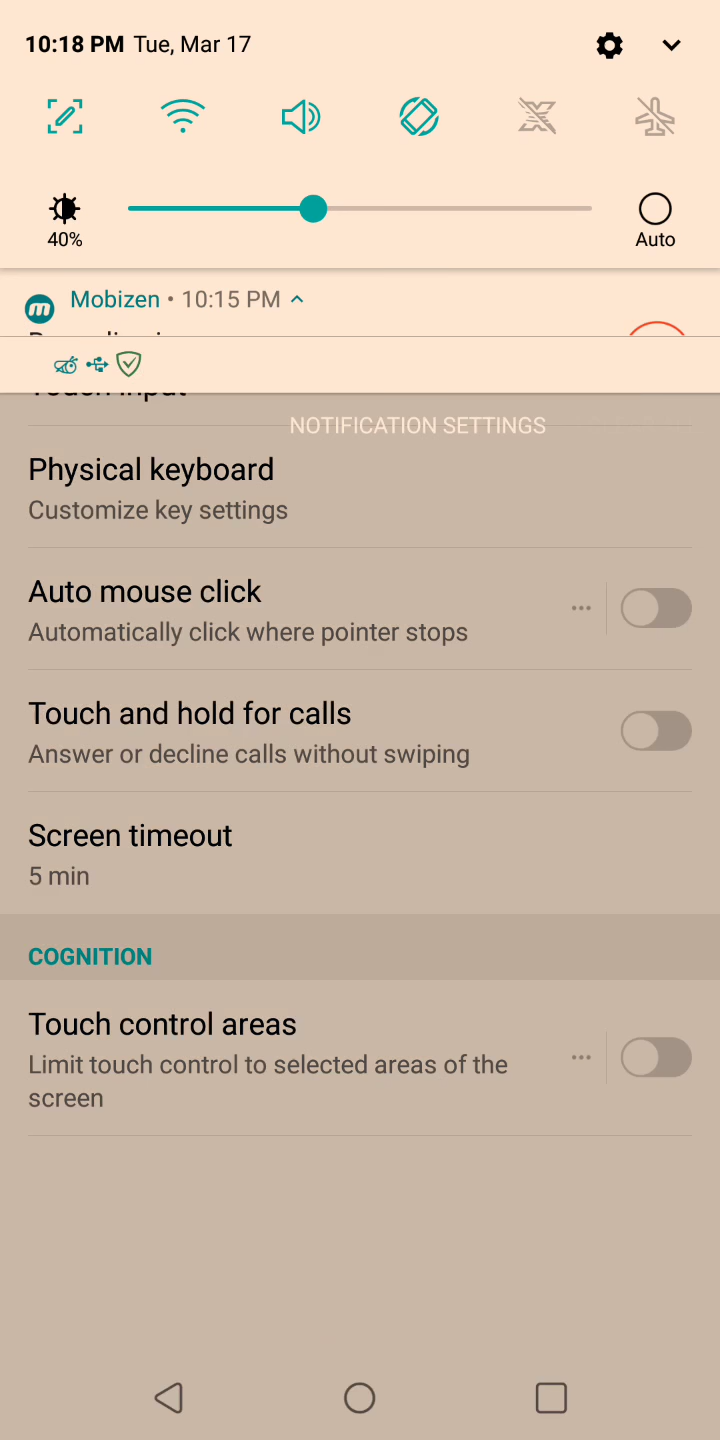 10:18 PM Tue, Mar 17
40%
Auto
Mobizen • 10:15 PM
NOTIFICATION SETTINGS
Physical keyboard
Customize key settings
Auto mouse click
Automatically click where pointer stops
Touch and hold for calls
Answer or decline calls without swiping
Screen timeout
5 min
COGNITION
Touch control areas
Limit touch control to selected areas of the
screen